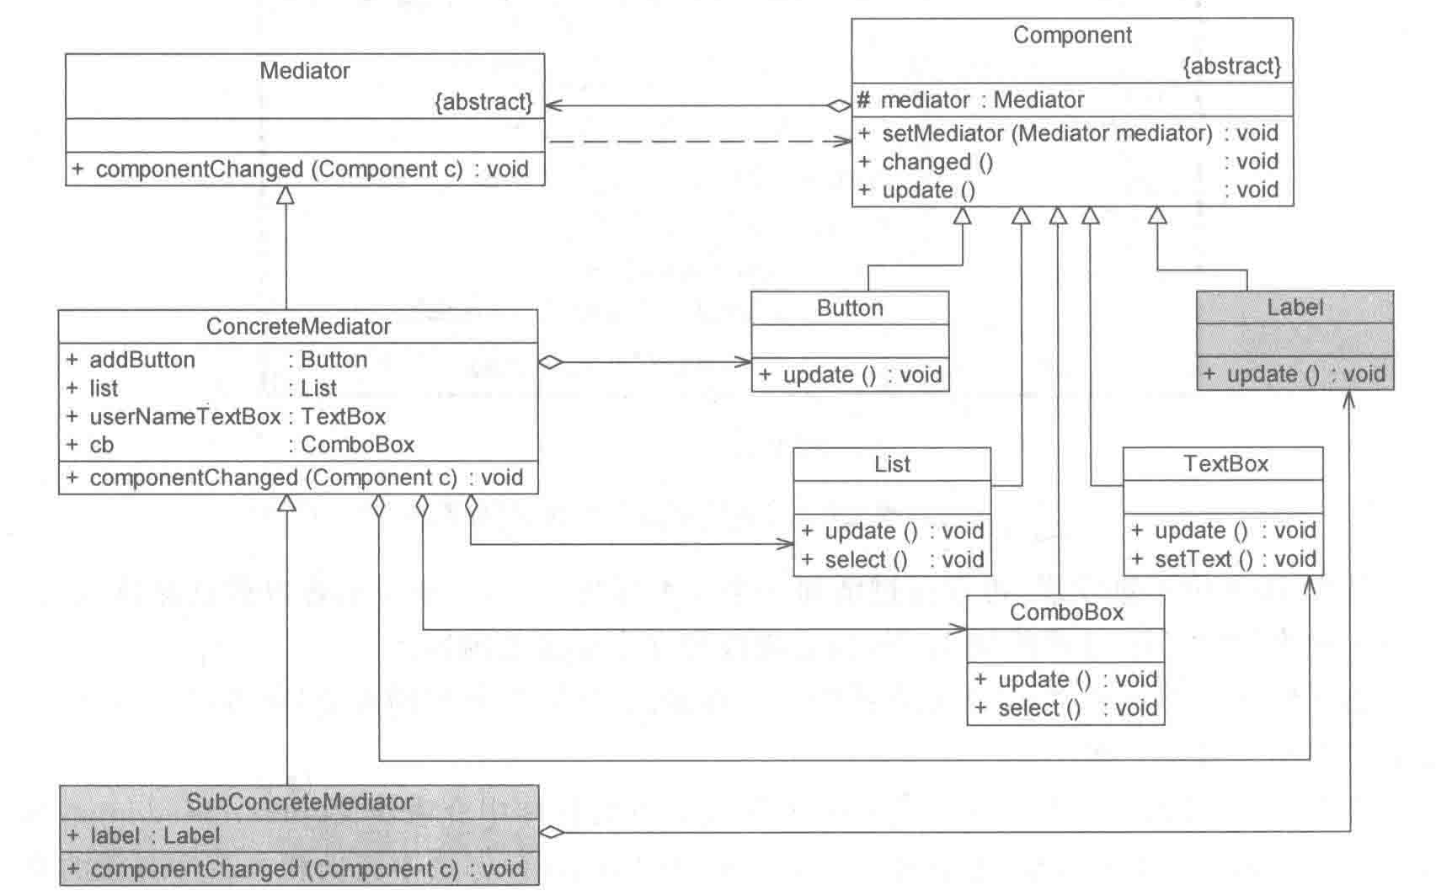 Mediator
{abstract}
+ componentChanged (Component c) : void
Component
{abstract}
# mediator : Mediator
+ setMediator (Mediator mediator) : void
+ changed () : void
+ update () : void
ConcreteMediator
+ addButton : Button
+ list : List
+ userNameTextBox : TextBox
+ cb : ComboBox
+ componentChanged (Component c) : void
Button
+ update () : void
Label
+ update () : void
List
+ update () : void
+ select () : void
TextBox
+ update () : void
+ setText () : void
ComboBox
+ update () : void
+ select () : void
SubConcreteMediator
+ label : Label
+ componentChanged (Component c) : void